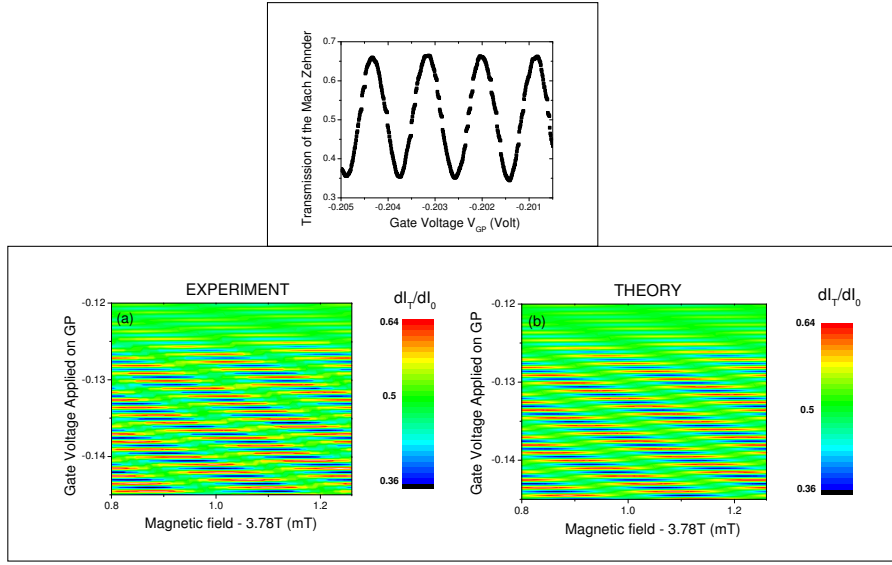 Transmission of the Mach Zehnder
0.7
0.6
0.5
0.4
0.3
-0.205 -0.204 -0.203 -0.202 -0.201
Gate Voltage V_GP (Volt)
EXPERIMENT
dI_T/dI_0
Gate Voltage Applied on GP
-0.12
-0.13
-0.14
(a)
0.64
0.5
0.36
0.8 1.0 1.2
Magnetic field - 3.78T (mT)
THEORY
dI_T/dI_0
Gate Voltage Applied on GP
-0.12
-0.13
-0.14
(b)
0.64
0.5
0.36
0.8 1.0 1.2
Magnetic field - 3.78T (mT)